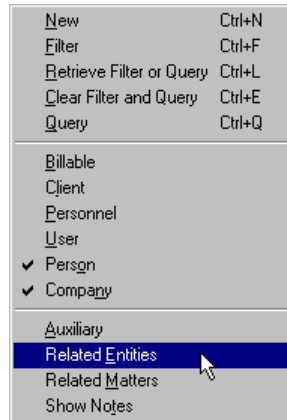 New Ctrl+N
Filter Ctrl+F
Retrieve Filter or Query Ctrl+L
Clear Filter and Query Ctrl+E
Query Ctrl+Q
Billable
Client
Personnel
User
✔ Person
✔ Company
Auxiliary
Related Entities
Related Matters
Show Notes